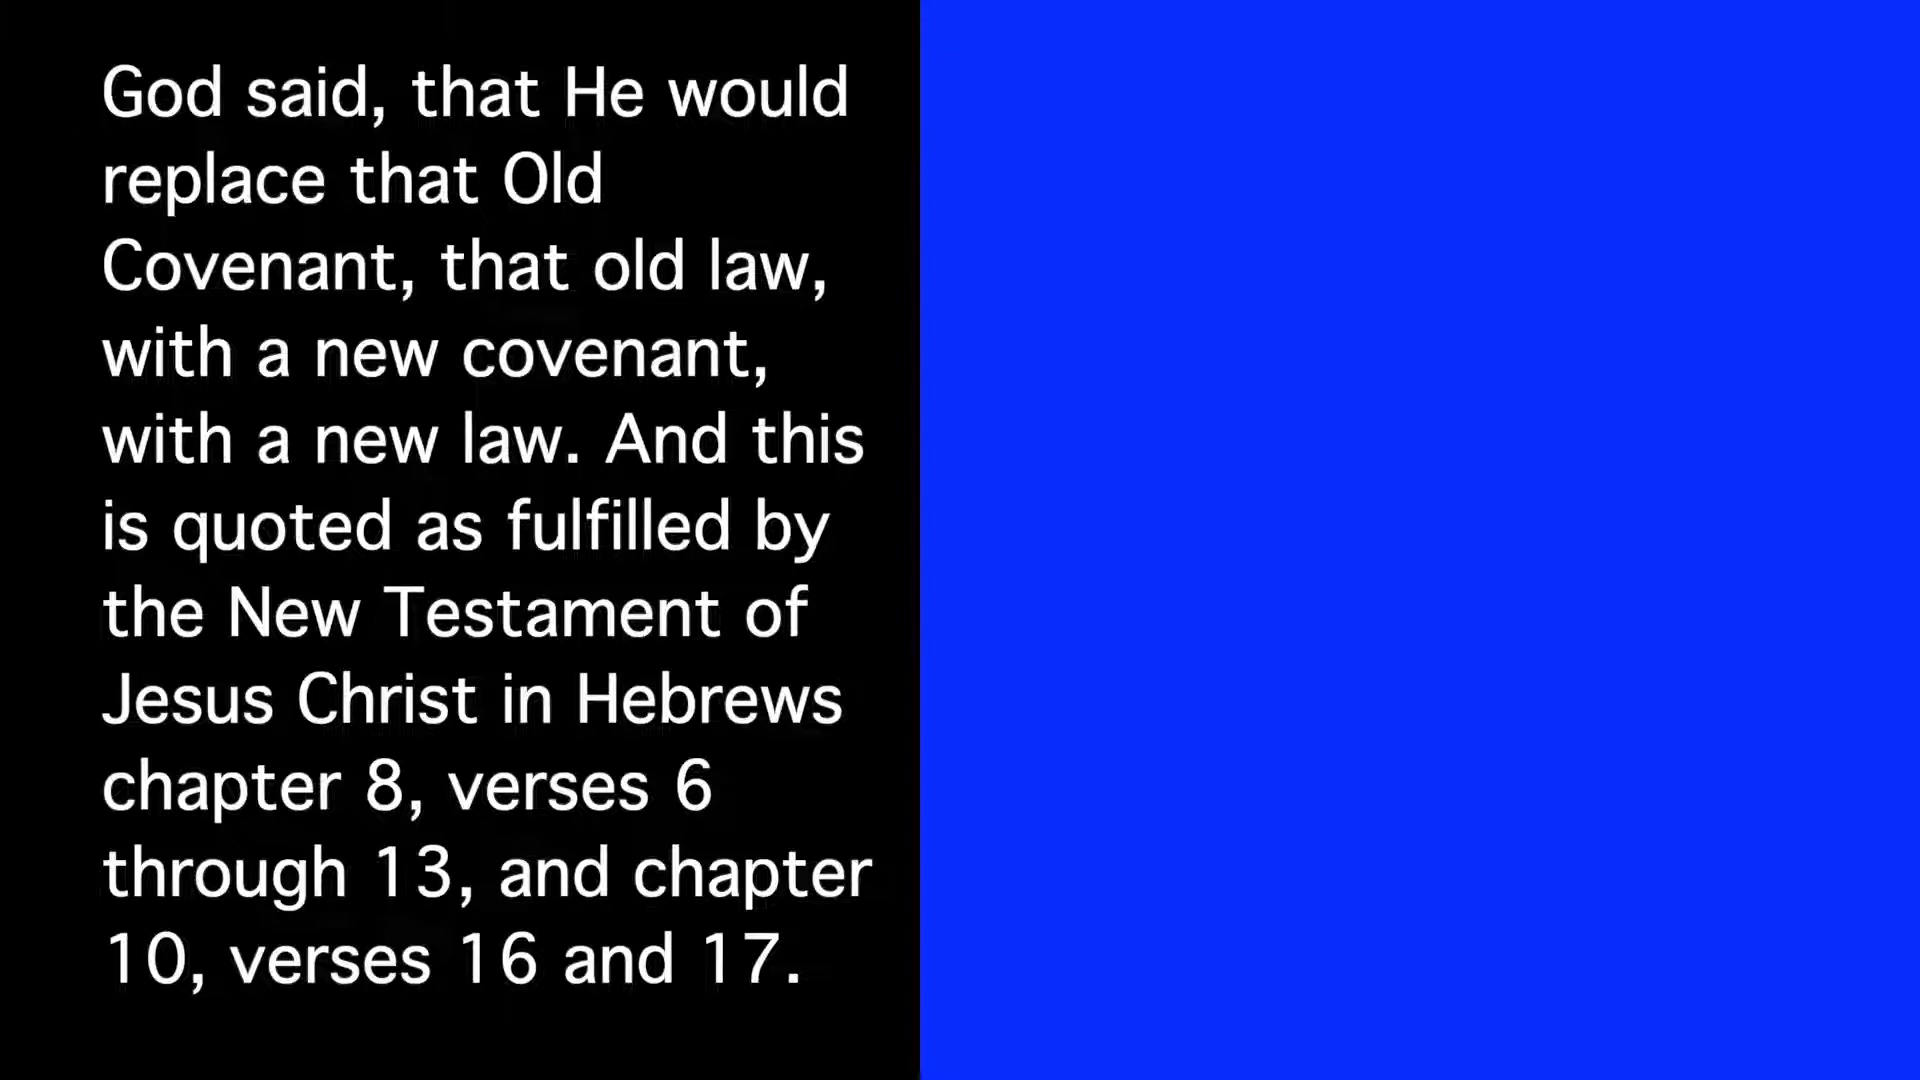 God said, that He would
replace that Old
Covenant, that old law,
with a new covenant,
with a new law. And this
is quoted as fulfilled by
the New Testament of
Jesus Christ in Hebrews
chapter 8, verses 6
through 13, and chapter
10, verses 16 and 17.